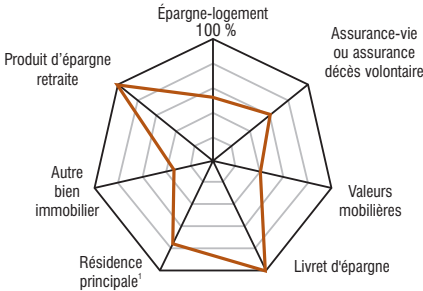 Épargne-logement
100 %
Assurance-vie
ou assurance
décès volontaire
Valeurs
mobilières
Livret d'épargne
Résidence
principale¹
Autre
bien
immobilier
Produit d'épargne
retraite